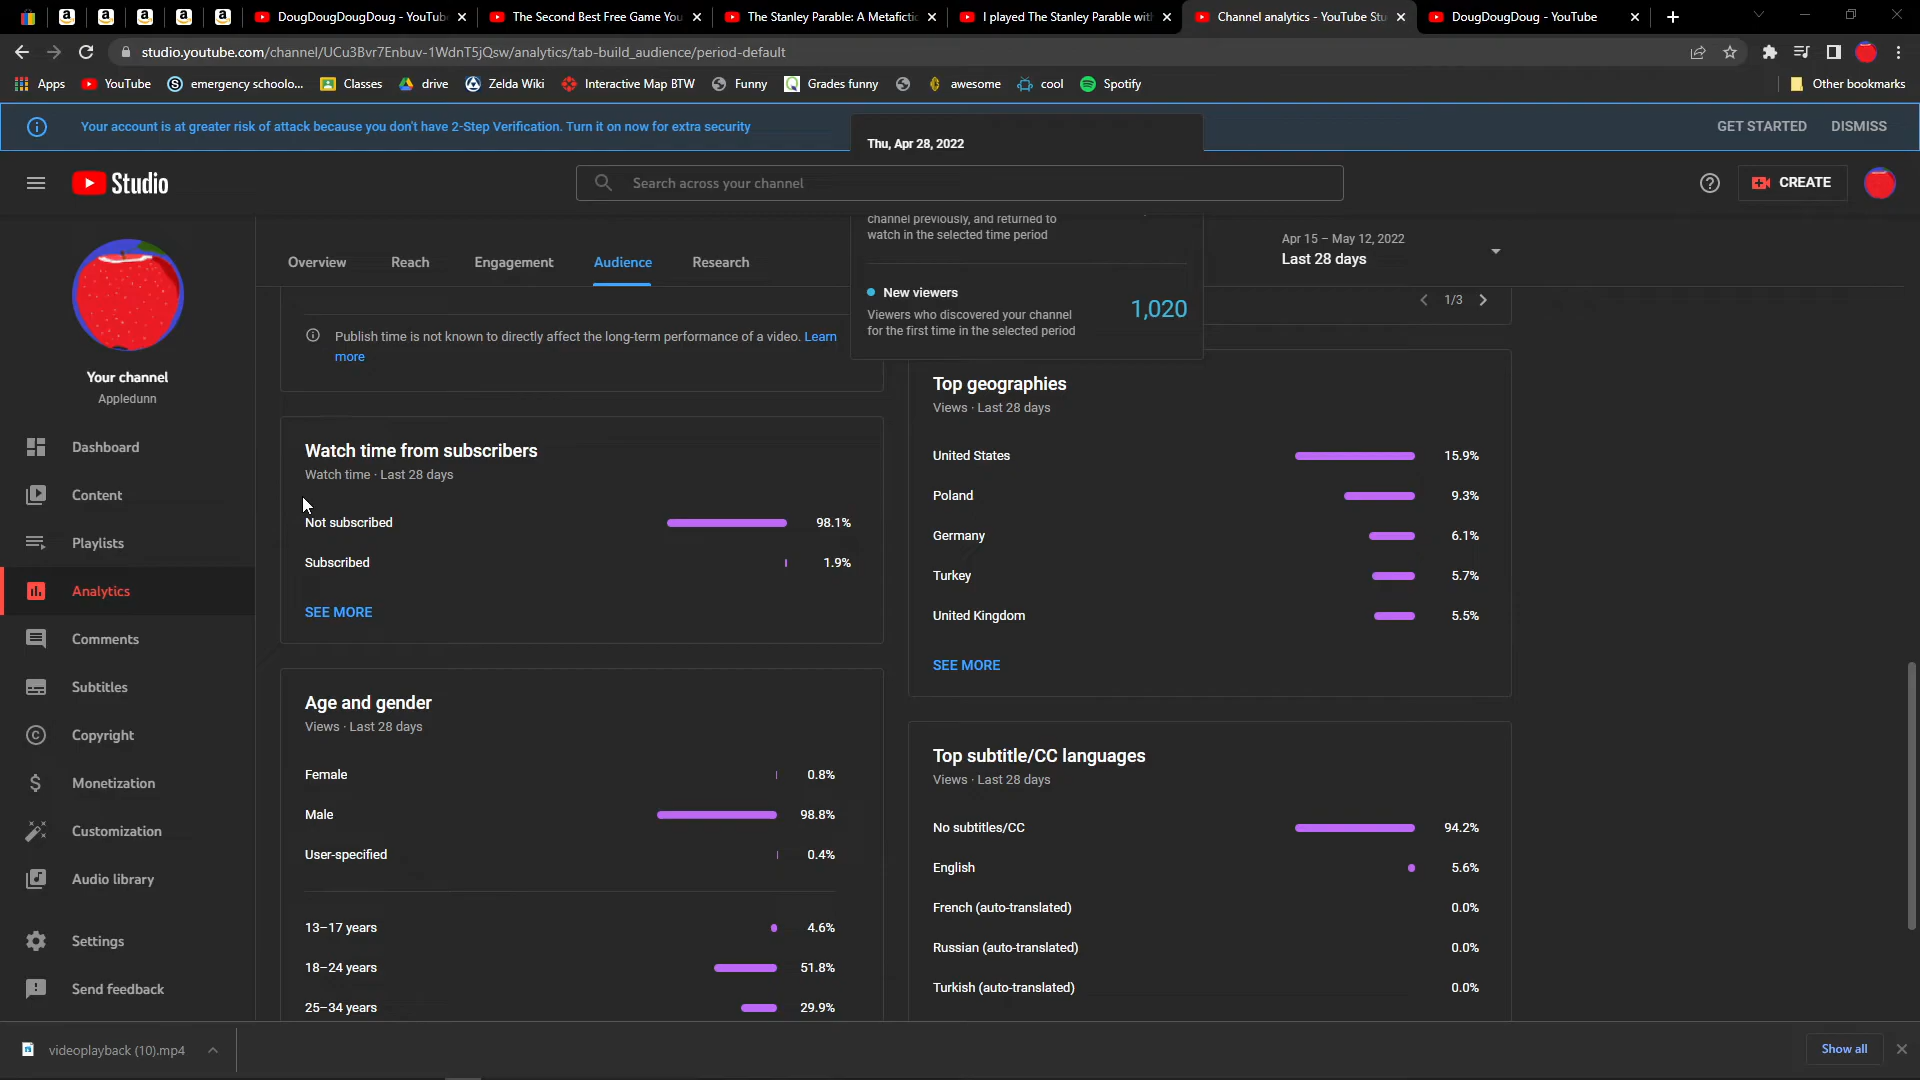 DougDougDougDoug - YouTube
The Second Best Free Game You
The Stanley Parable: A Metafictic
I played The Stanley Parable with
Channel analytics - YouTube Stu
DougDougDoug - YouTube
studio.youtube.com/channel/UCu3Bvr7Enbuv-1WdnT5jQsw/analytics/tab-build_audience/period-default
Apps YouTube emergency schoolo... Classes drive Zelda Wiki Interactive Map BTW Funny Grades funny awesome cool Spotify Other bookmarks
Your account is at greater risk of attack because you don't have 2-Step Verification. Turn it on now for extra security
GET STARTED DISMISS
Thu, Apr 28, 2022
Studio
Search across your channel
CREATE
channel previously, and returned to
watch in the selected time period
New viewers
1,020
Viewers who discovered your channel
for the first time in the selected period
Your channel
Appledunn
Dashboard
Content
Playlists
Analytics
Comments
Subtitles
Copyright
Monetization
Customization
Audio library
Settings
Send feedback
Overview Reach Engagement Audience Research
Apr 15 – May 12, 2022
Last 28 days
1/3
Publish time is not known to directly affect the long-term performance of a video. Learn
more
Watch time from subscribers
Watch time · Last 28 days
Not subscribed 98.1%
Subscribed 1.9%
SEE MORE
Age and gender
Views · Last 28 days
Female 0.8%
Male 98.8%
User-specified 0.4%
13–17 years 4.6%
18–24 years 51.8%
25–34 years 29.9%
Top geographies
Views · Last 28 days
United States 15.9%
Poland 9.3%
Germany 6.1%
Turkey 5.7%
United Kingdom 5.5%
SEE MORE
Top subtitle/CC languages
Views · Last 28 days
No subtitles/CC 94.2%
English 5.6%
French (auto-translated) 0.0%
Russian (auto-translated) 0.0%
Turkish (auto-translated) 0.0%
videoplayback (10).mp4
Show all